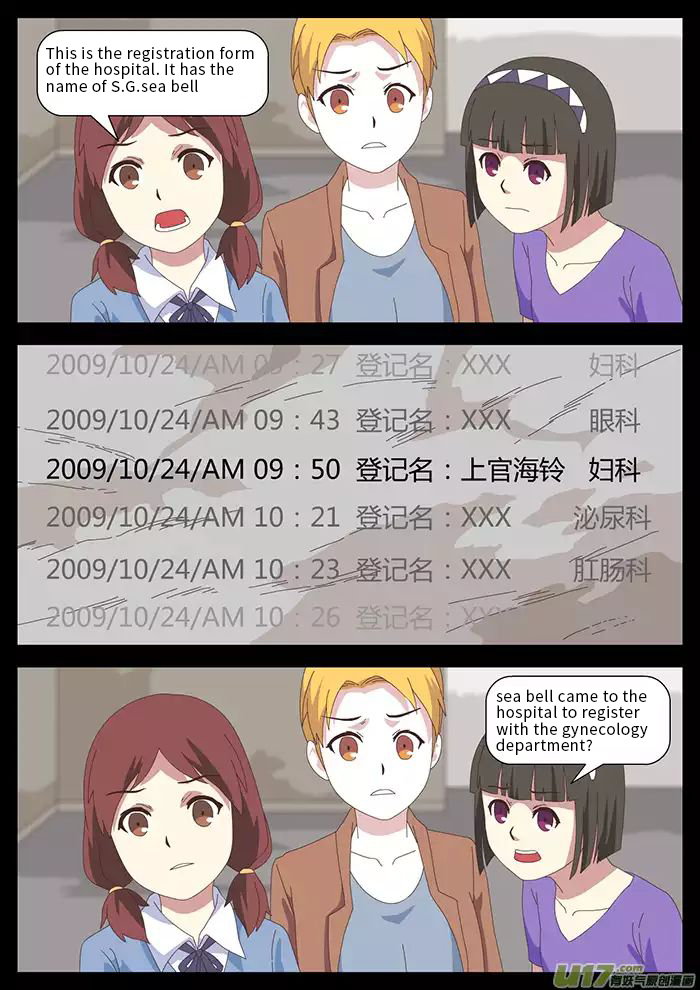 This is the registration form
of the hospital. It has the
name of S.G.sea bell
2009/10/24/AM 09：27 登记名：XXX 妇科
2009/10/24/AM 09：43 登记名：XXX 眼科
2009/10/24/AM 09：50 登记名：上官海铃 妇科
2009/10/24/AM 10：21 登记名：XXX 泌尿科
2009/10/24/AM 10：23 登记名：XXX 肛肠科
2009/10/24/AM 10：26 登记名：XXX 妇科
sea bell came to the
hospital to register
with the gynecology
department?
U17.com
有妖气原创漫画